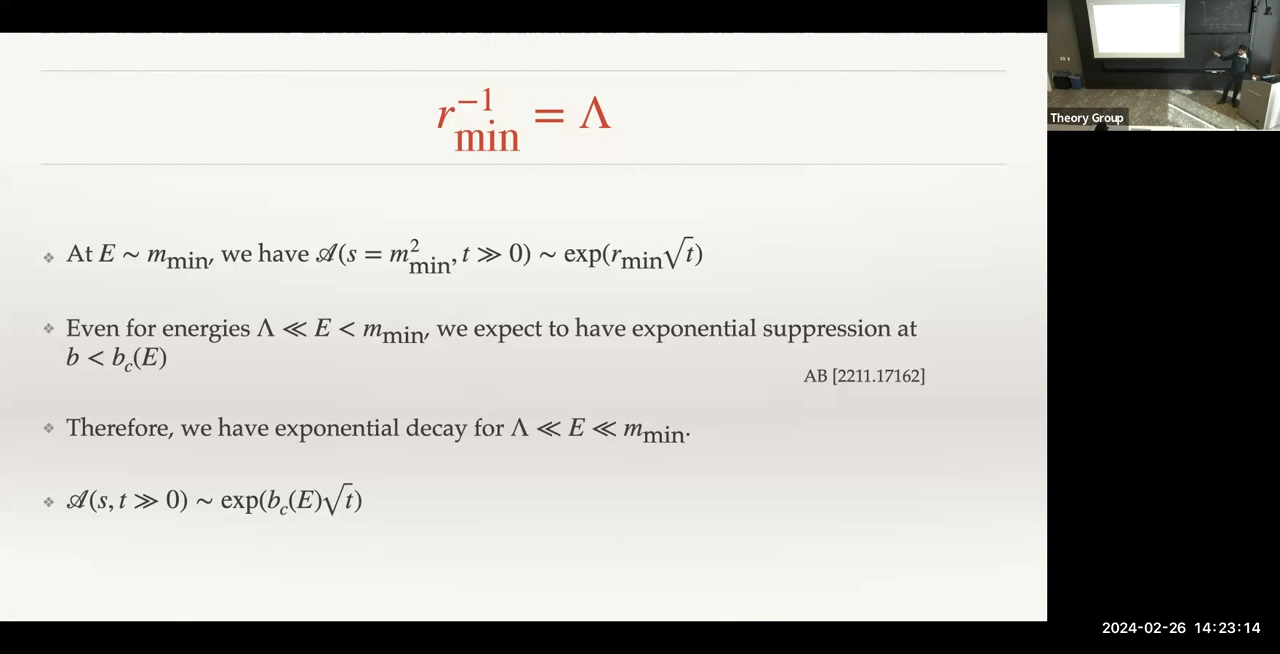 r_min^{-1} = Λ
Theory Group
❖ At E ∼ m_min, we have 𝒜(s = m_min^2, t ≫ 0) ∼ exp(r_min√t)
❖ Even for energies Λ ≪ E < m_min, we expect to have exponential suppression at
b < b_c(E)
AB [2211.17162]
❖ Therefore, we have exponential decay for Λ ≪ E ≪ m_min.
❖ 𝒜(s, t ≫ 0) ∼ exp(b_c(E)√t)
2024-02-26 14:23:14